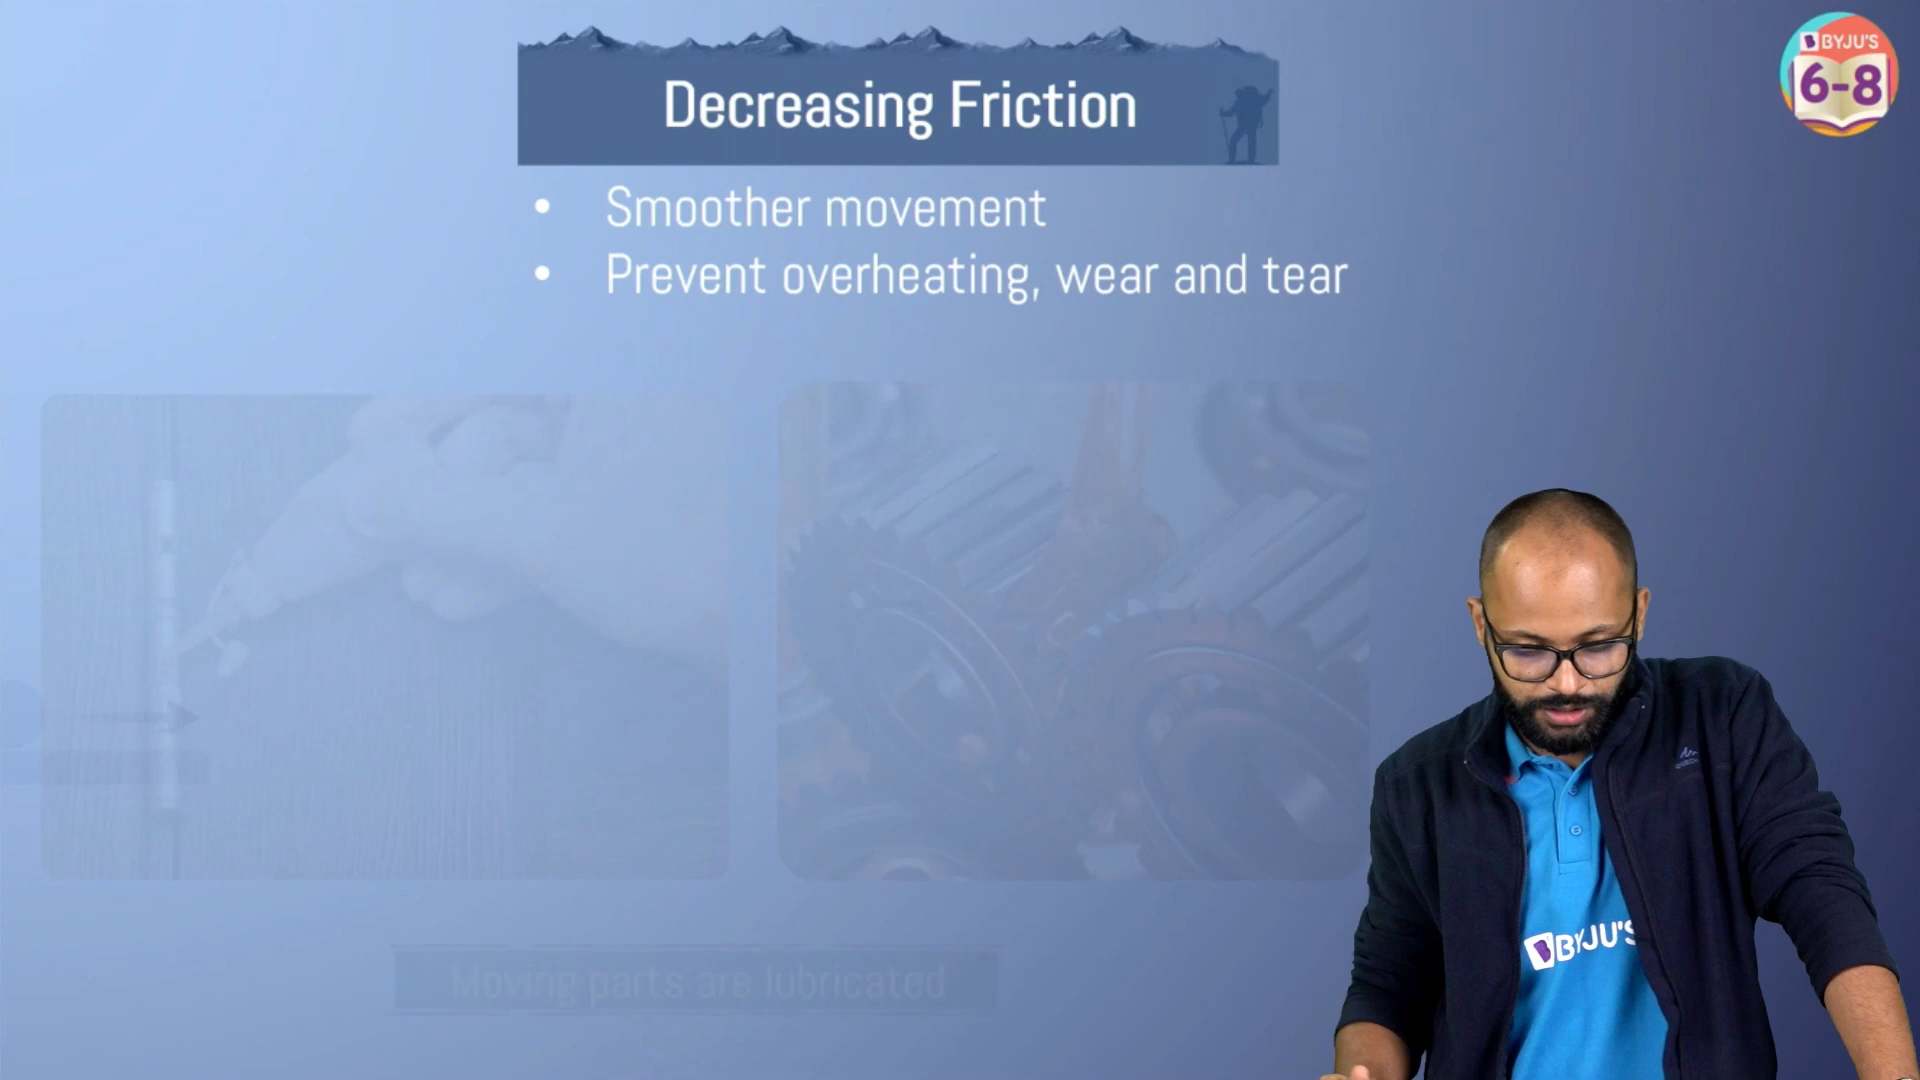 BYJU'S
6-8
Decreasing Friction
• Smoother movement
• Prevent overheating, wear and tear
BYJU'S
Moving parts are lubricated